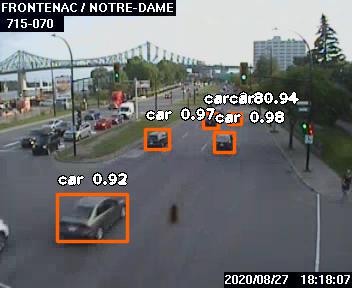 FRONTENAC / NOTRE-DAME
715-070
carcar80.94
car 0.97
car 0.98
car 0.92
2020/08/27 18:18:07